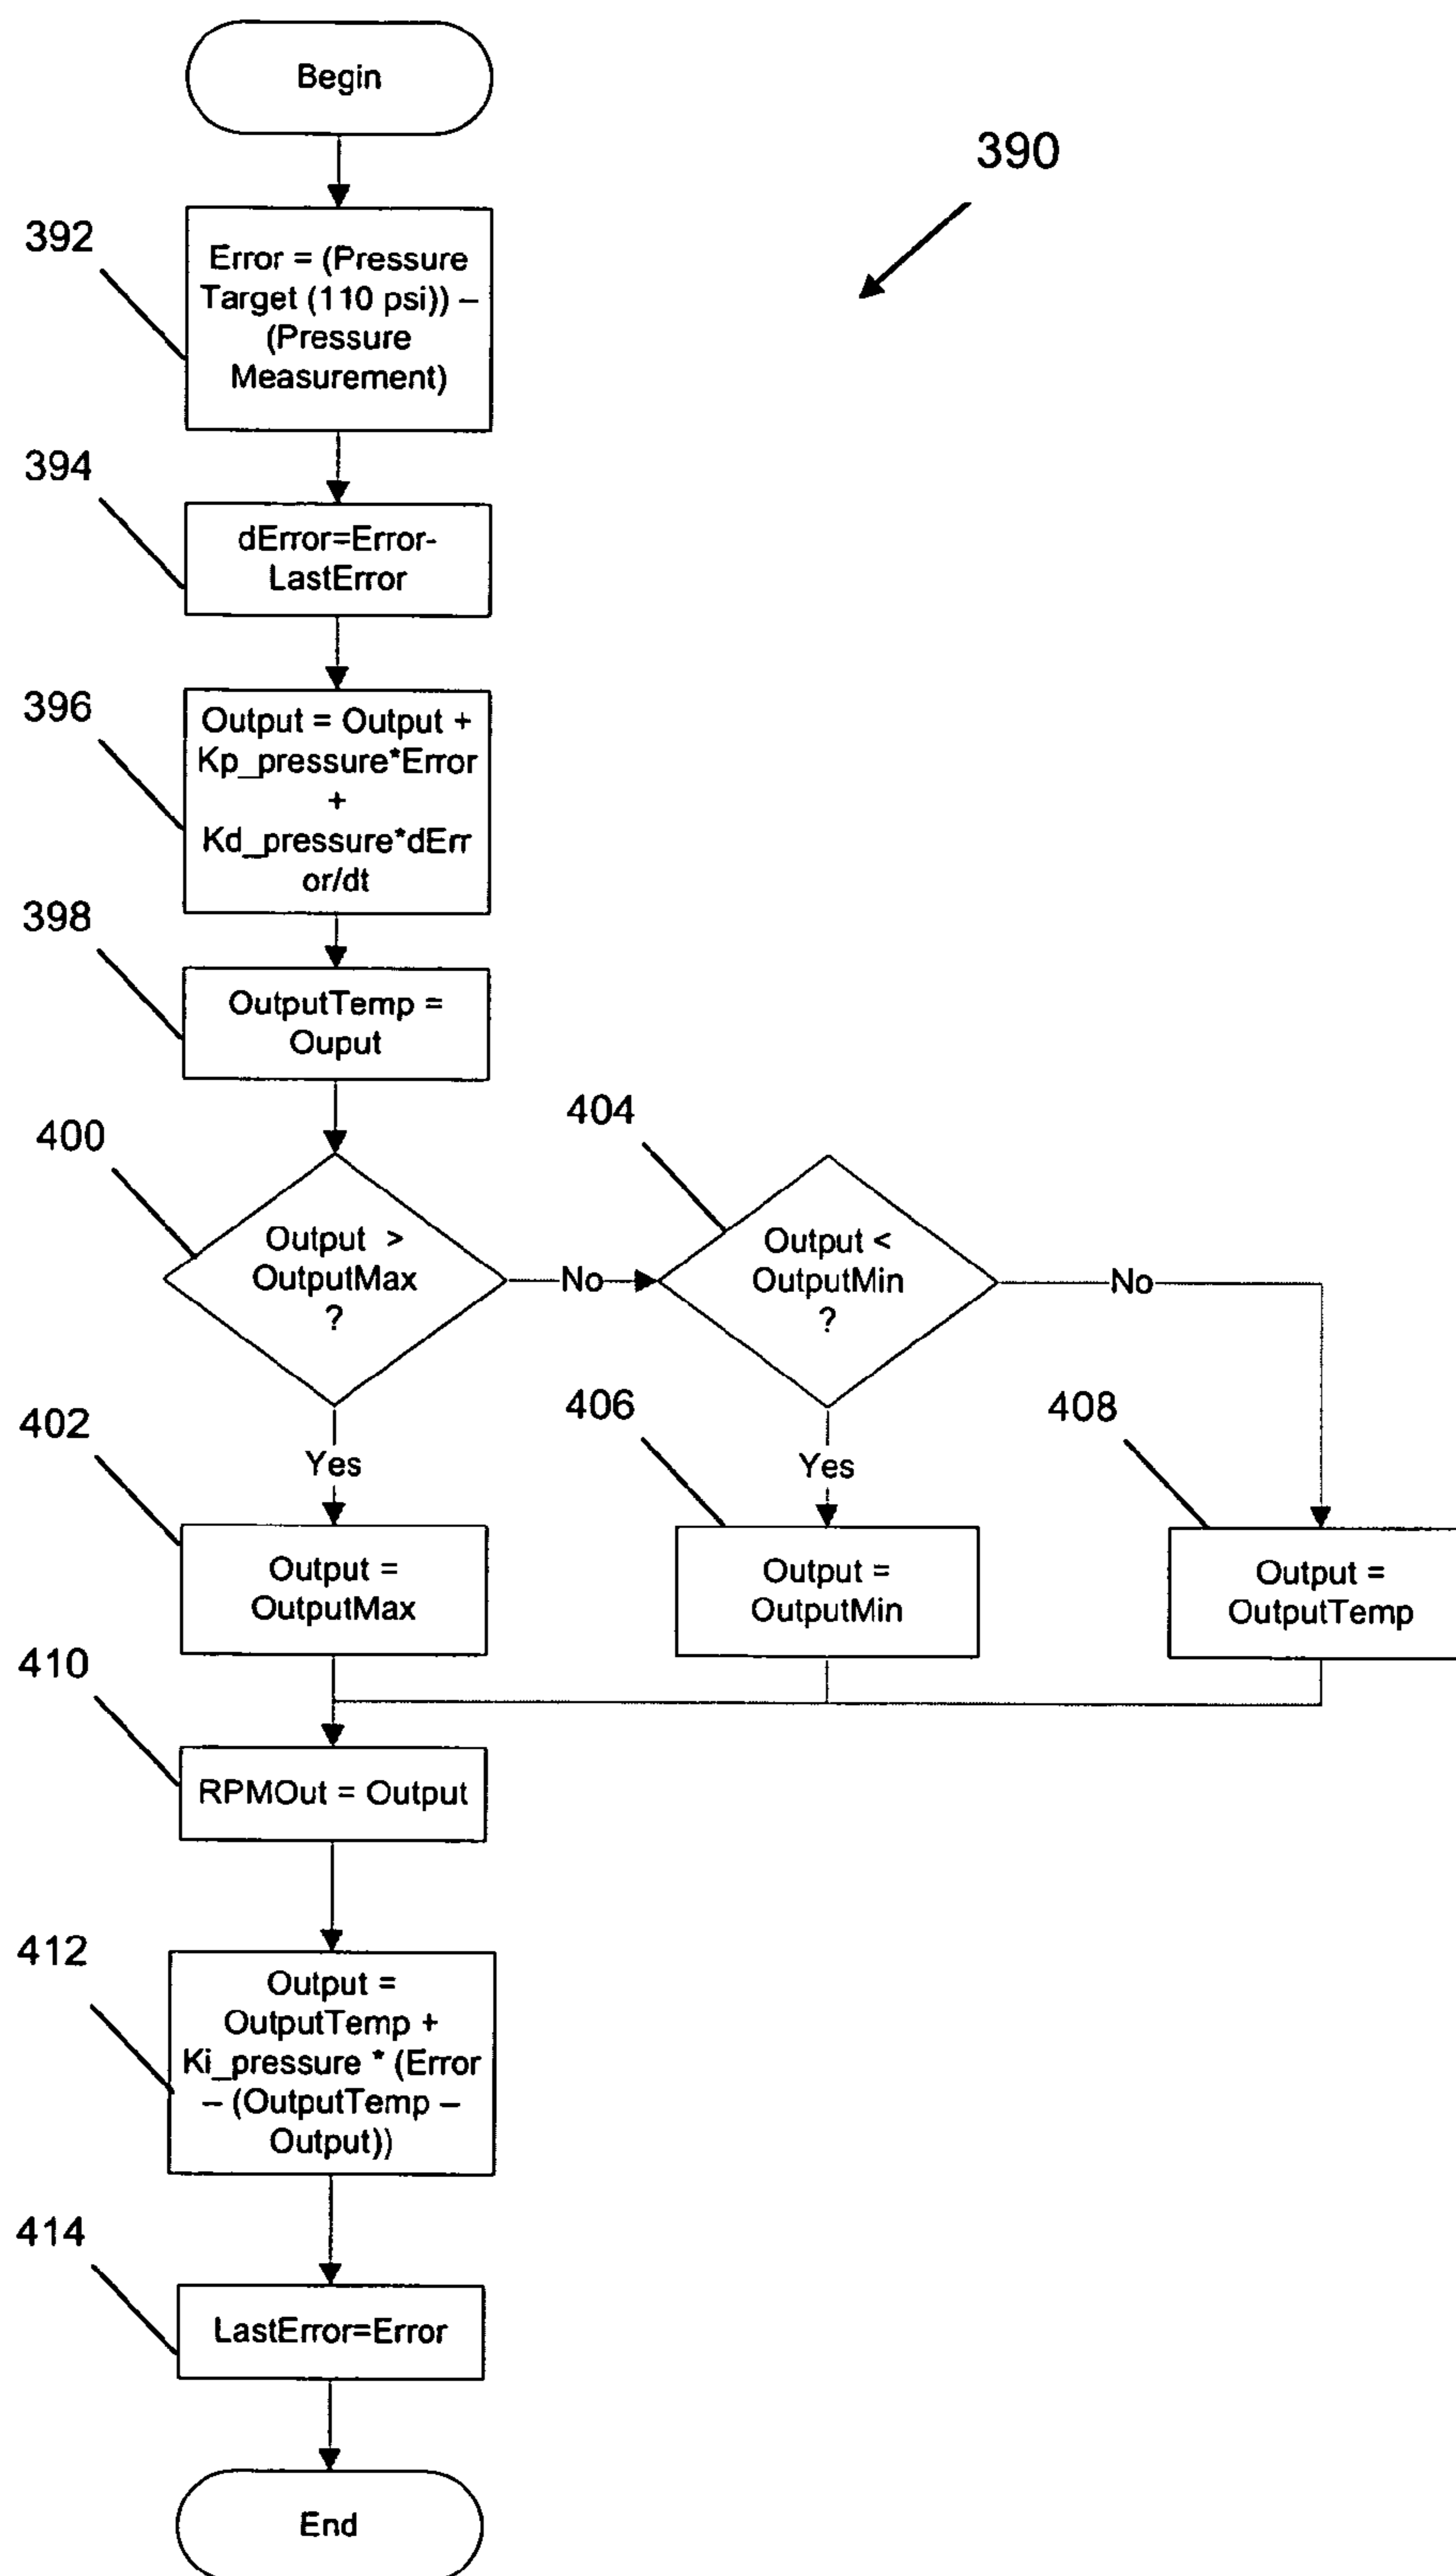 Begin
390
392
Error = (Pressure
Target (110 psi)) –
(Pressure
Measurement)
394
dError=Error-
LastError
396
Output = Output +
Kp_pressure*Error
+
Kd_pressure*dErr
or/dt
398
OutputTemp =
Ouput
400
Output >
OutputMax
?
No
404
Output <
OutputMin
?
No
402
Yes
Output =
OutputMax
406
Yes
Output =
OutputMin
408
Output =
OutputTemp
410
RPMOut = Output
412
Output =
OutputTemp +
Ki_pressure * (Error
– (OutputTemp –
Output))
414
LastError=Error
End